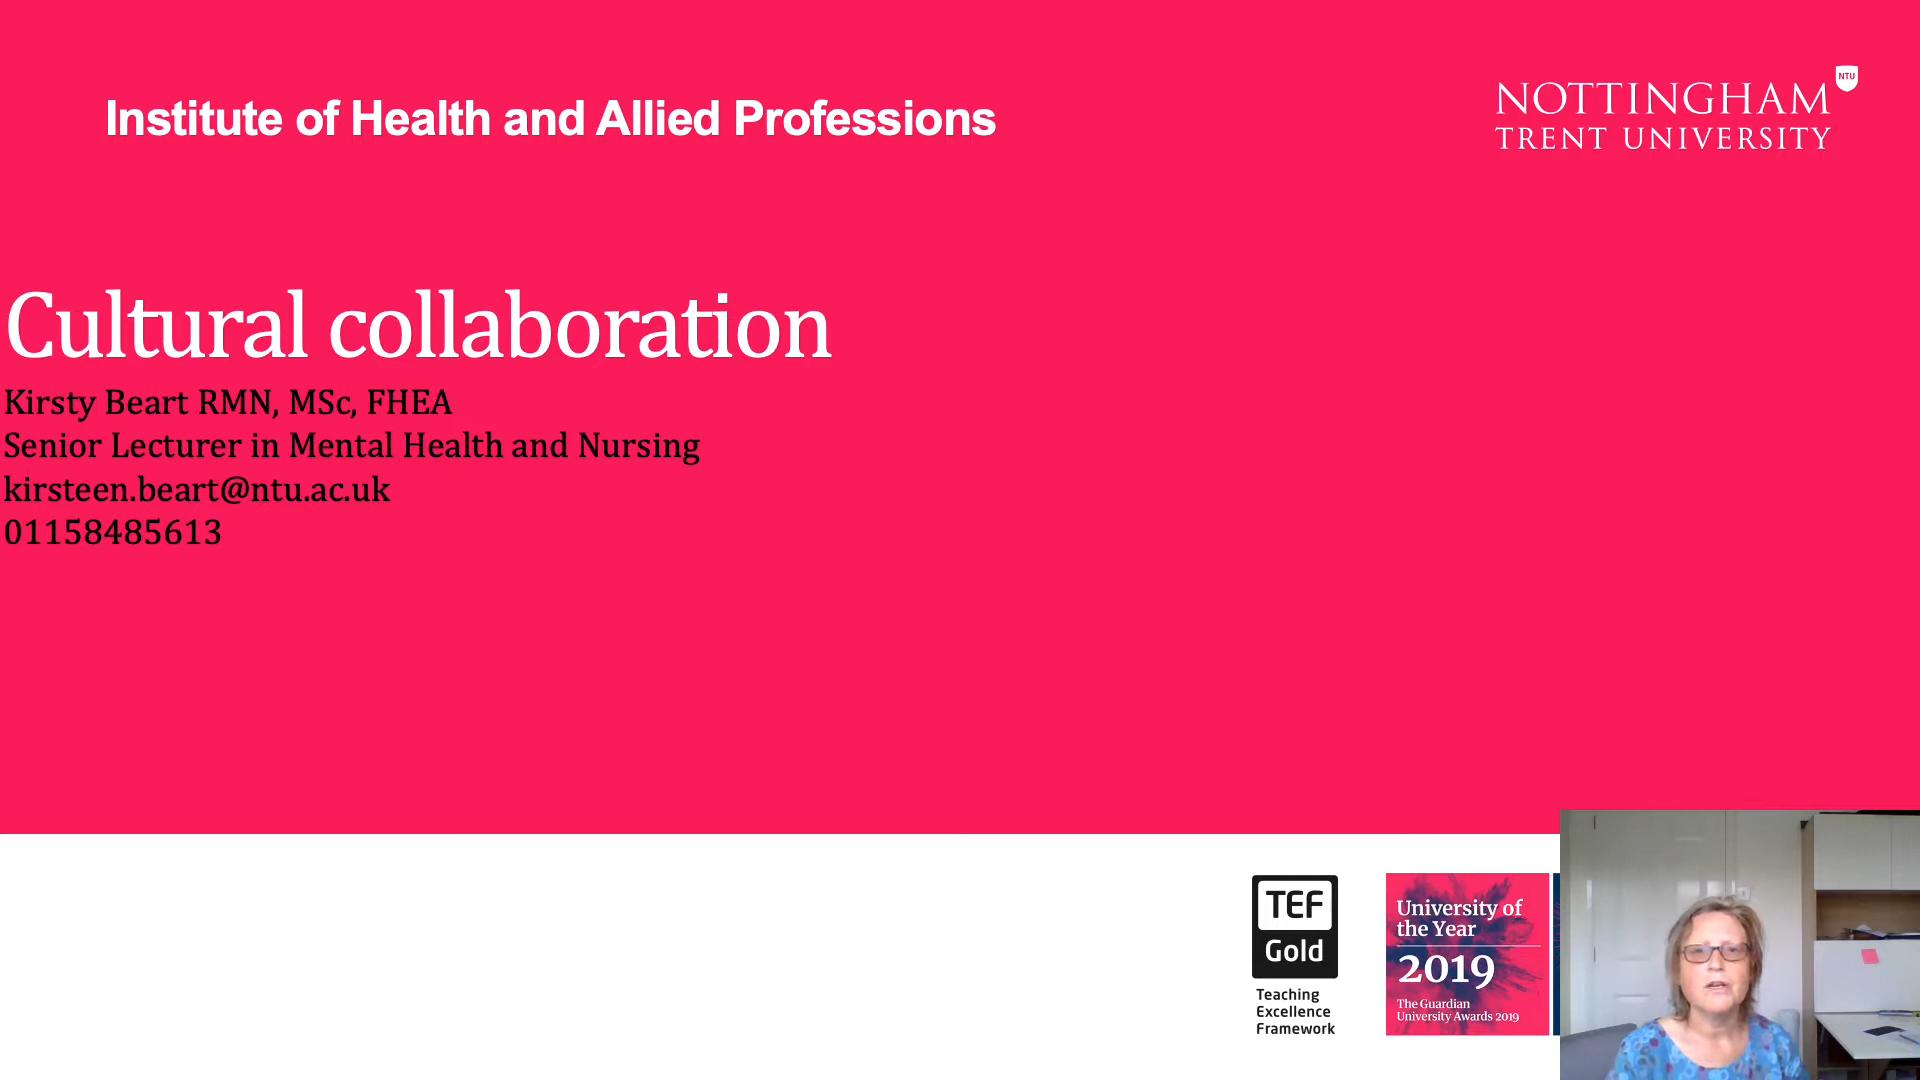 Institute of Health and Allied Professions
NTU
NOTTINGHAM
TRENT UNIVERSITY
Cultural collaboration
Kirsty Beart RMN, MSc, FHEA
Senior Lecturer in Mental Health and Nursing
kirsteen.beart@ntu.ac.uk
01158485613
TEF
Gold
Teaching
Excellence
Framework
University of
the Year
2019
The Guardian
University Awards 2019